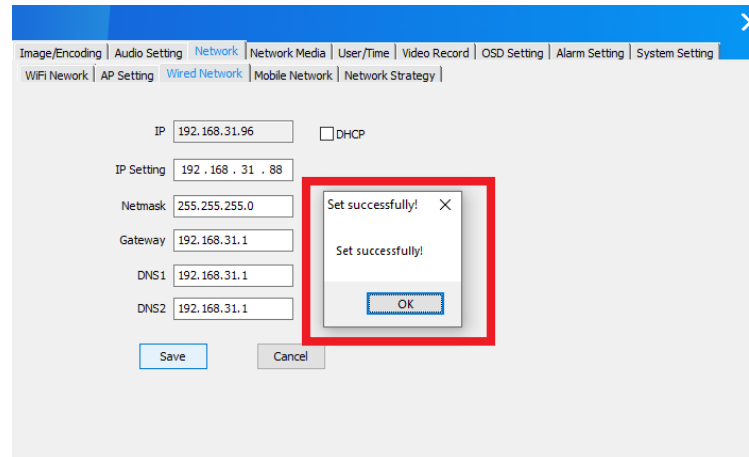 Image/Encoding Audio Setting Network Network Media User/Time Video Record OSD Setting Alarm Setting System Setting
WiFi Nework AP Setting Wired Network Mobile Network Network Strategy
IP 192.168.31.96 DHCP
IP Setting 192 . 168 . 31 . 88
Netmask 255.255.255.0
Gateway 192.168.31.1
DNS1 192.168.31.1
DNS2 192.168.31.1
Save Cancel
Set successfully!
Set successfully!
OK